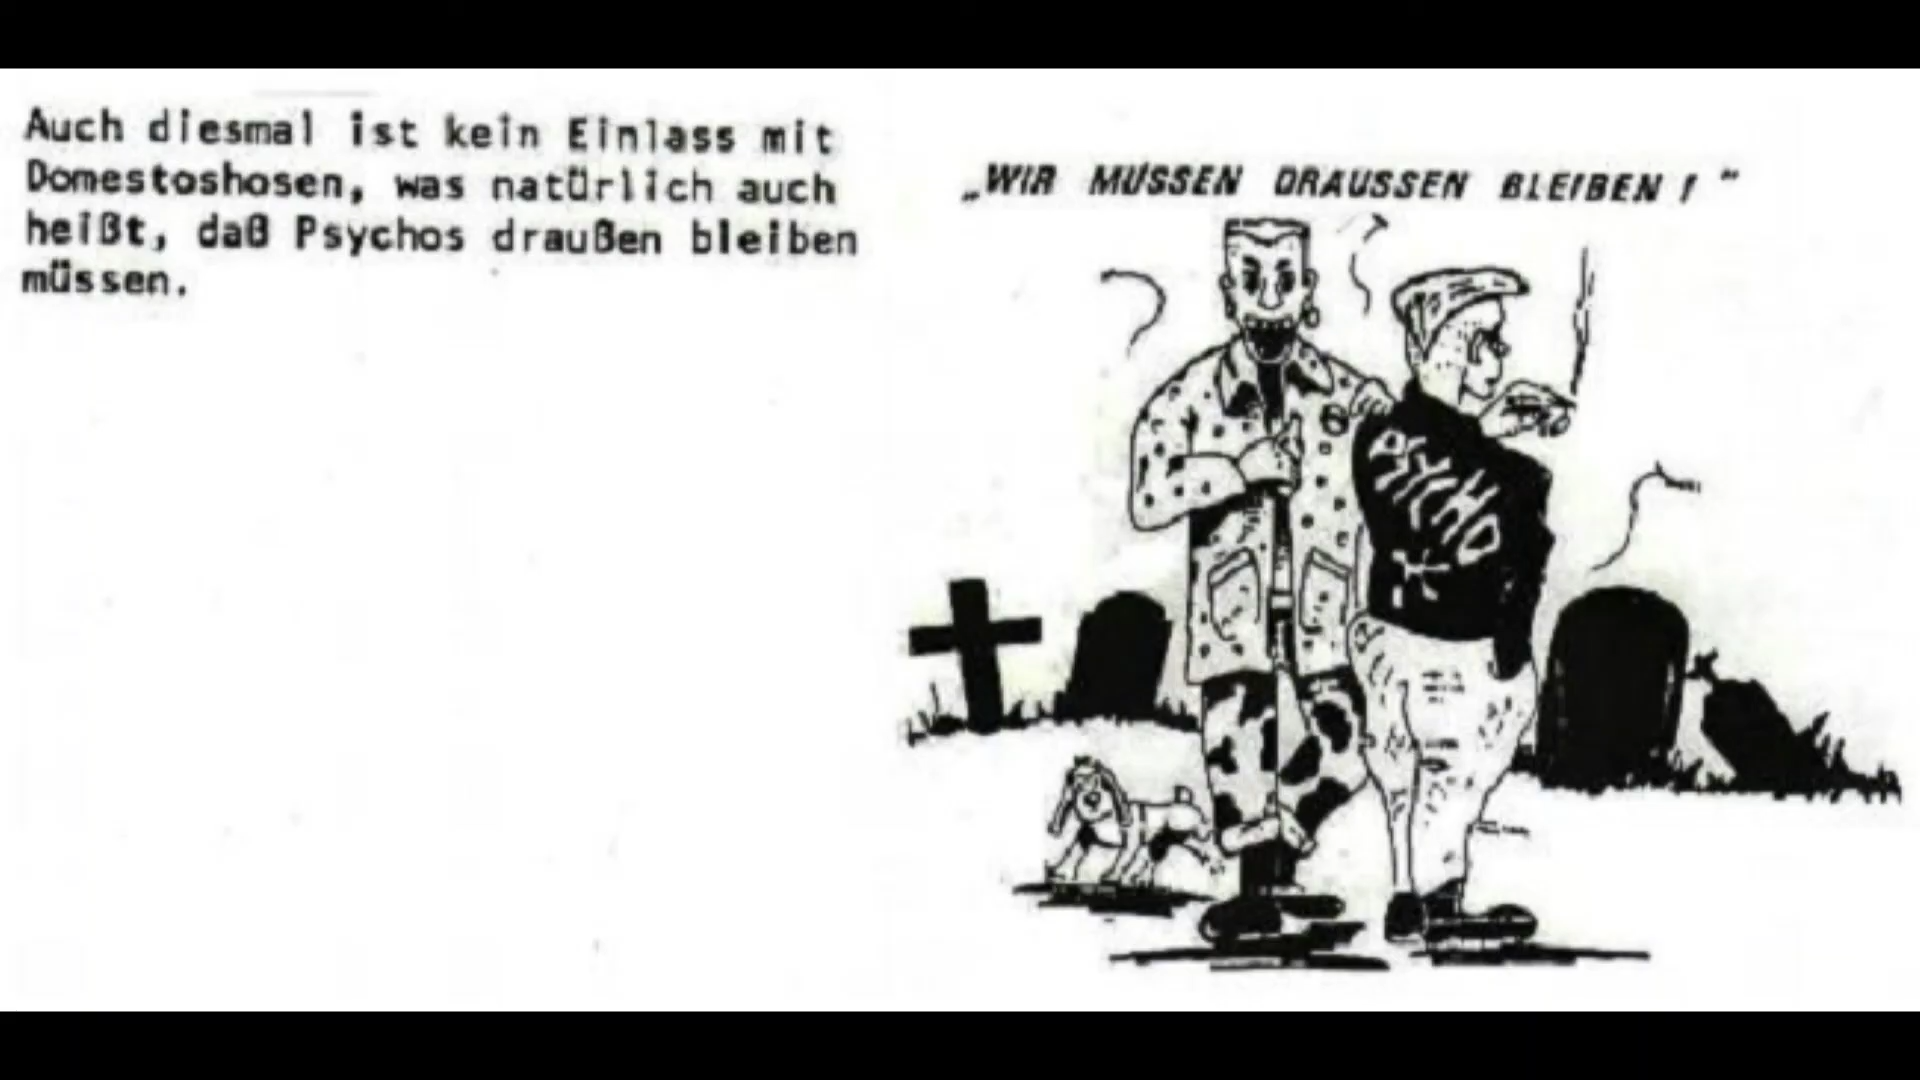 Auch diesmal ist kein Einlass mit
Domestoshosen, was natürlich auch
heißt, daß Psychos draußen bleiben
müssen.
„WIR MÜSSEN DRAUSSEN BLEIBEN ! "
PSYCHO